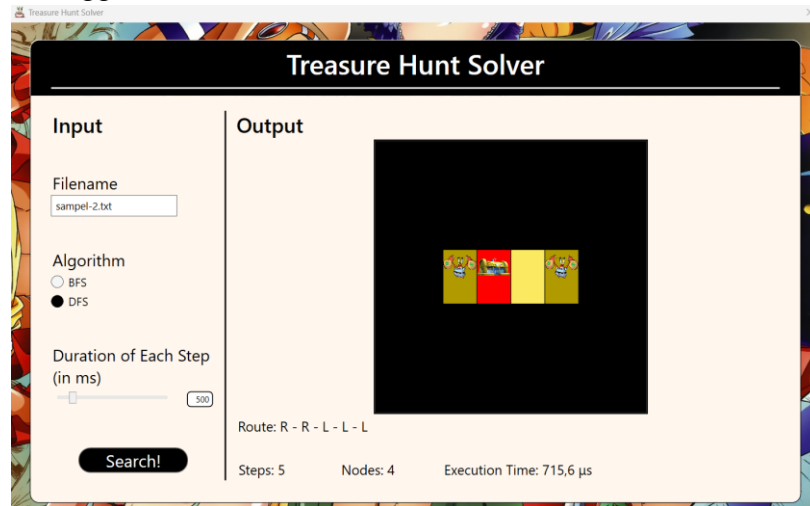 Treasure Hunt Solver
Treasure Hunt Solver
Input
Output
Filename
sampel-2.txt
Algorithm
BFS
DFS
Duration of Each Step
(in ms)
500
Search!
Route: R - R - L - L - L
Steps: 5
Nodes: 4
Execution Time: 715,6 μs